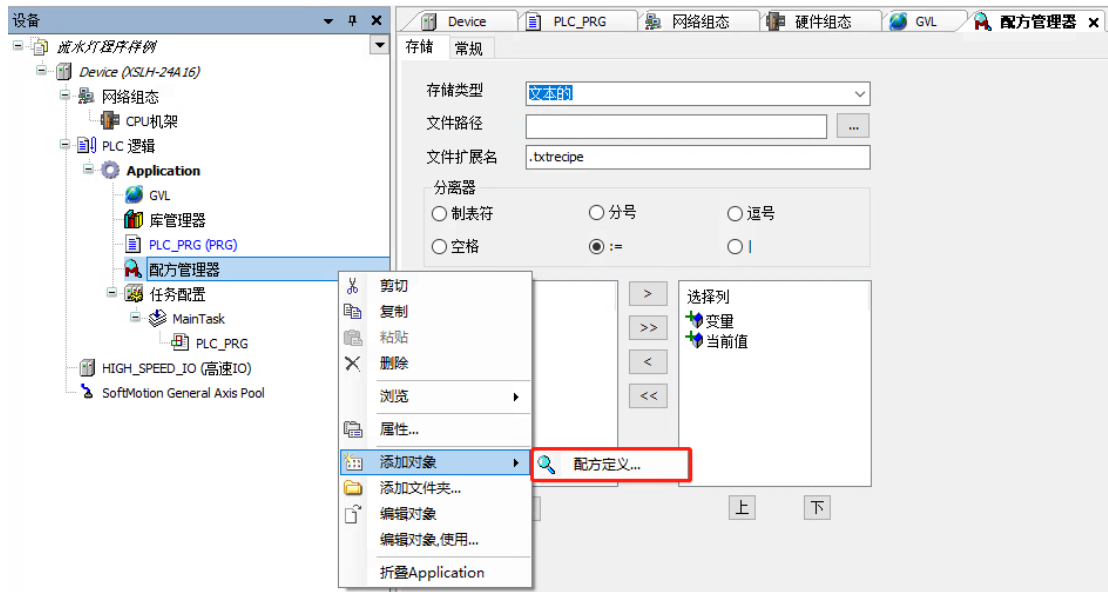 设备
流水灯程序样例
Device (XSLH-24A16)
网络组态
CPU机架
PLC 逻辑
Application
GVL
库管理器
PLC_PRG (PRG)
配方管理器
任务配置
MainTask
PLC_PRG
HIGH_SPEED_IO (高速IO)
SoftMotion General Axis Pool
剪切
复制
粘贴
删除
浏览
属性...
添加对象
添加文件夹...
编辑对象
编辑对象,使用...
折叠Application
配方定义...
Device
PLC_PRG
网络组态
硬件组态
GVL
配方管理器
存储
常规
存储类型
文本的
文件路径
...
文件扩展名
.txtrecipe
分离器
制表符
分号
逗号
空格
:=
|
>
>>
<
<<
选择列
变量
当前值
上
下